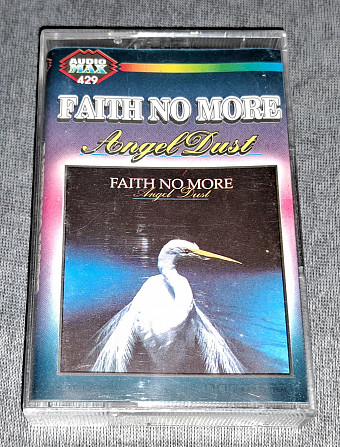 AUDIO
MAX
429
FAITH NO MORE
Angel Dust
FAITH NO MORE
Angel Dust